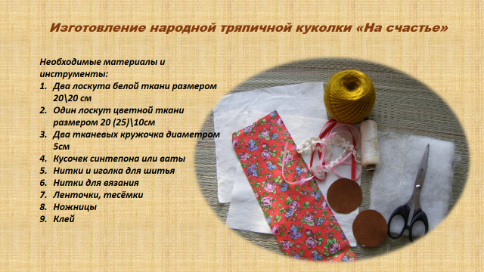 Изготовление народной тряпичной куколки «На счастье»
Необходимые материалы и
инструменты:
1. Два лоскута белой ткани размером
20\20 см
2. Один лоскут цветной ткани
размером 20 (25)\10см
3. Два тканевых кружочка диаметром
5см
4. Кусочек синтепона или ваты
5. Нитки и иголка для шитья
6. Нитки для вязания
7. Ленточки, тесёмки
8. Ножницы
9. Клей